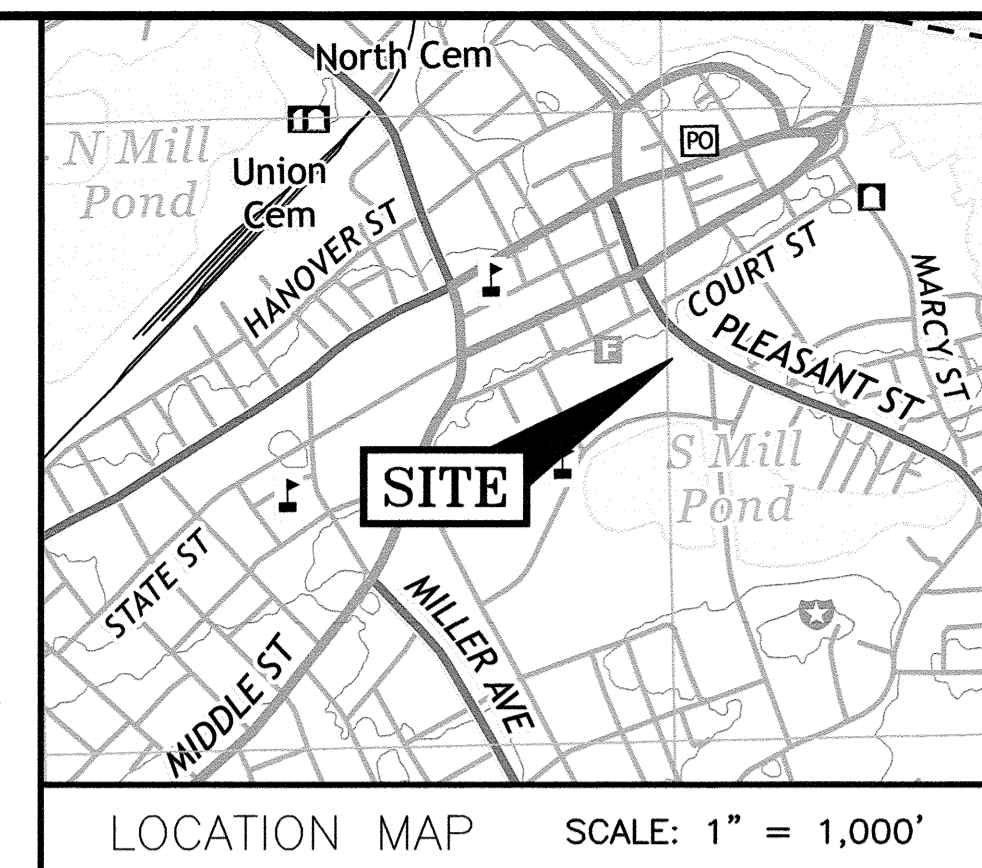 North Cem
N Mill
Pond
Union
Cem
PO
HANOVER ST
COURT ST
MARCY ST
PLEASANT ST
F
SITE
S Mill
Pond
STATE ST
MILLER AVE
MIDDLE ST
LOCATION MAP SCALE: 1" = 1,000'